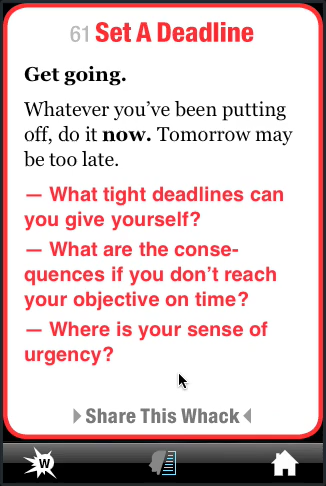 61 Set A Deadline
Get going.
Whatever you’ve been putting
off, do it now. Tomorrow may
be too late.
— What tight deadlines can
you give yourself?
— What are the conse-
quences if you don’t reach
your objective on time?
— Where is your sense of
urgency?
Share This Whack
W